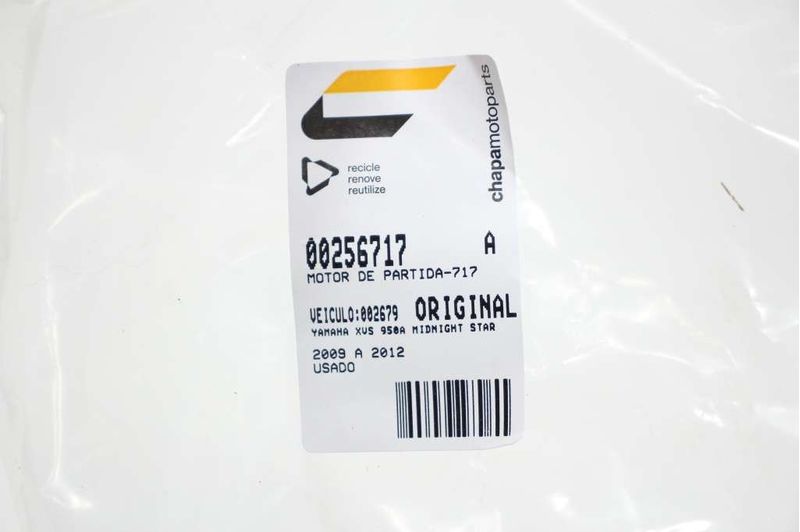 chapamotoparts
recicle
renove
reutilize
00256717 A
MOTOR DE PARTIDA-717
VEICULO:002679 ORIGINAL
YAMAHA XVS 950A MIDNIGHT STAR
2009 A 2012
USADO